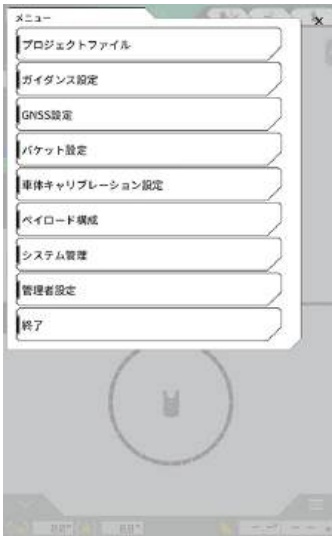 メニュー
×
プロジェクトファイル
ガイダンス設定
GNSS設定
バケット設定
車体キャリブレーション設定
ペイロード構成
システム管理
管理者設定
終了